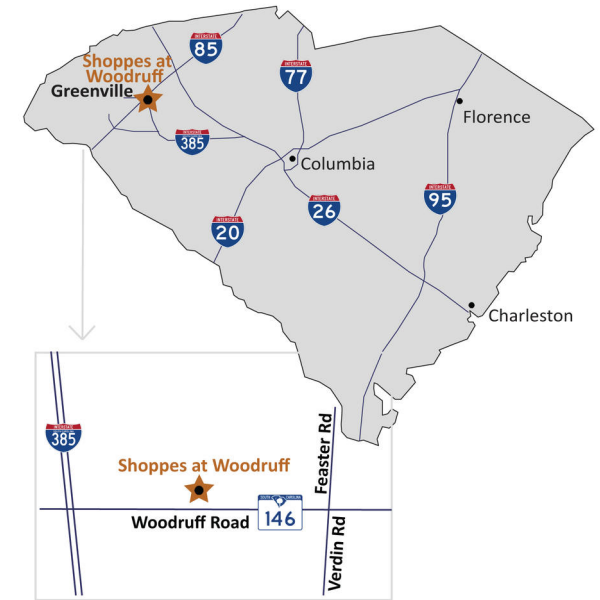 INTERSTATE
85
INTERSTATE
77
Shoppes at
Woodruff
Greenville
Florence
INTERSTATE
385
Columbia
INTERSTATE
95
INTERSTATE
26
INTERSTATE
20
Charleston
INTERSTATE
385
Shoppes at Woodruff
Feaster Rd
SOUTH CAROLINA
146
Woodruff Road
Verdin Rd